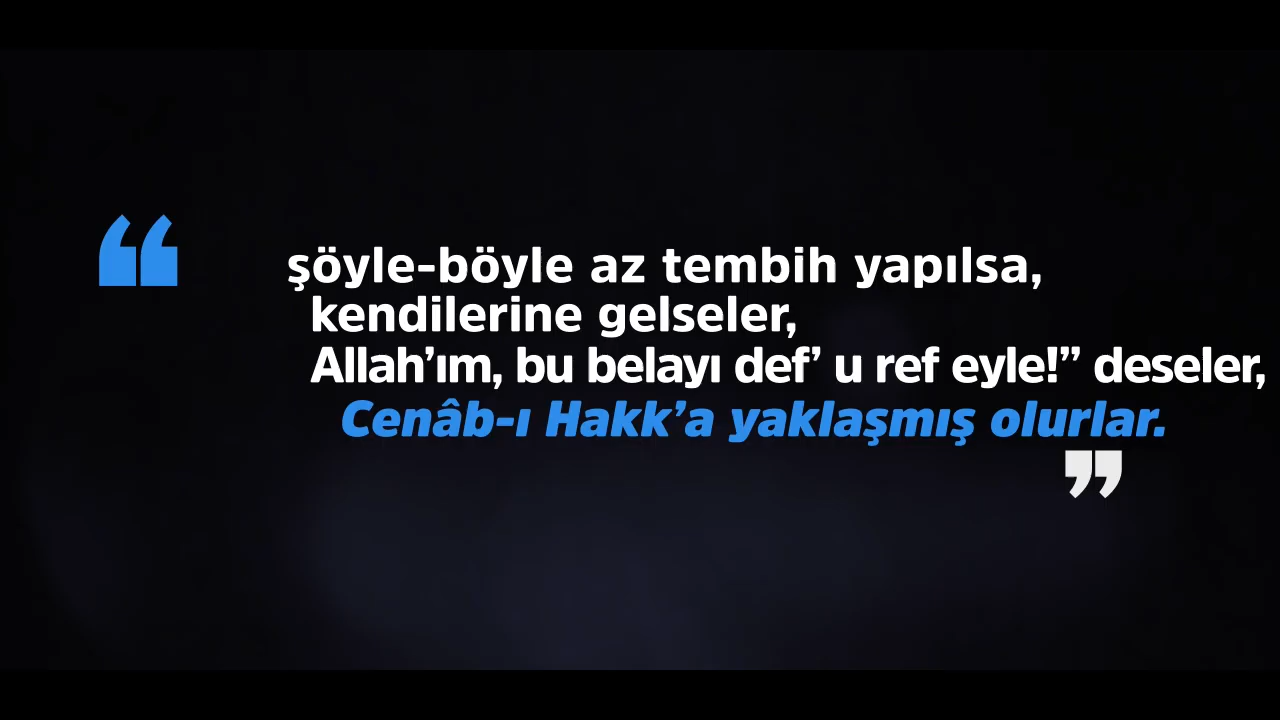 “
şöyle-böyle az tembih yapılsa,
kendilerine gelseler,
Allah’ım, bu belayı def’ u ref eyle!” deseler,
Cenâb-ı Hakk’a yaklaşmış olurlar.
”